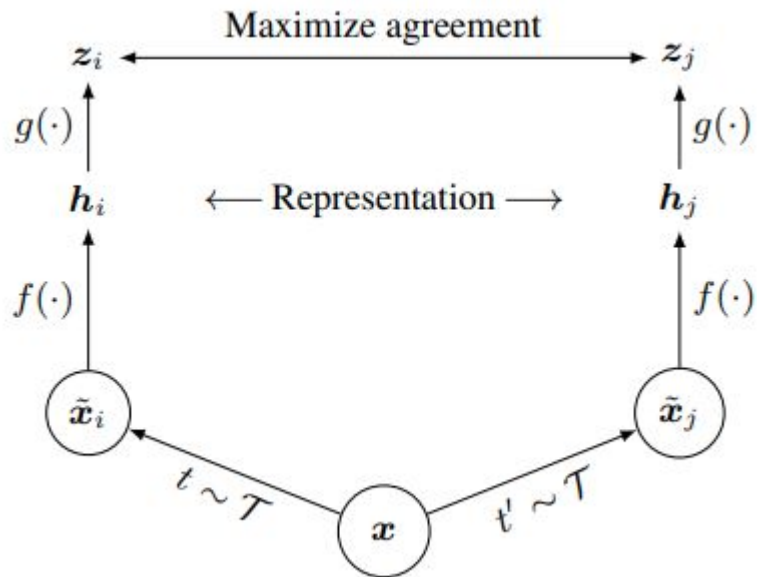 Maximize agreement
z_i z_j
g(·) g(·)
h_i ⟵ Representation ⟶ h_j
f(·) f(·)
x̃_i x̃_j
t ∼ 𝒯 t' ∼ 𝒯
x